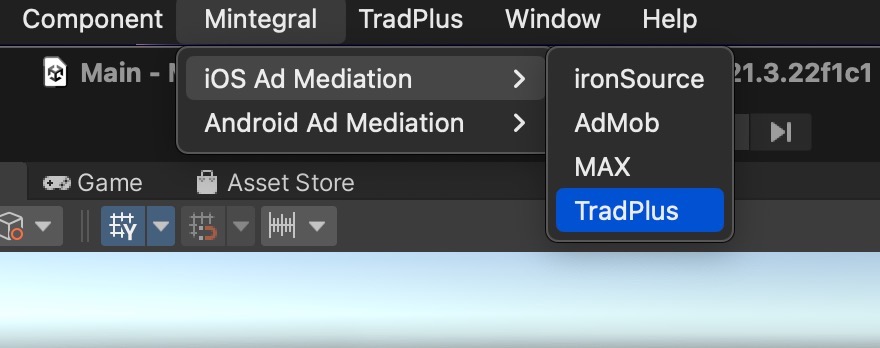 Component Mintegral TradPlus Window Help
Main - 21.3.22f1c1
iOS Ad Mediation
Android Ad Mediation
ironSource
AdMob
MAX
TradPlus
Game Asset Store
Y